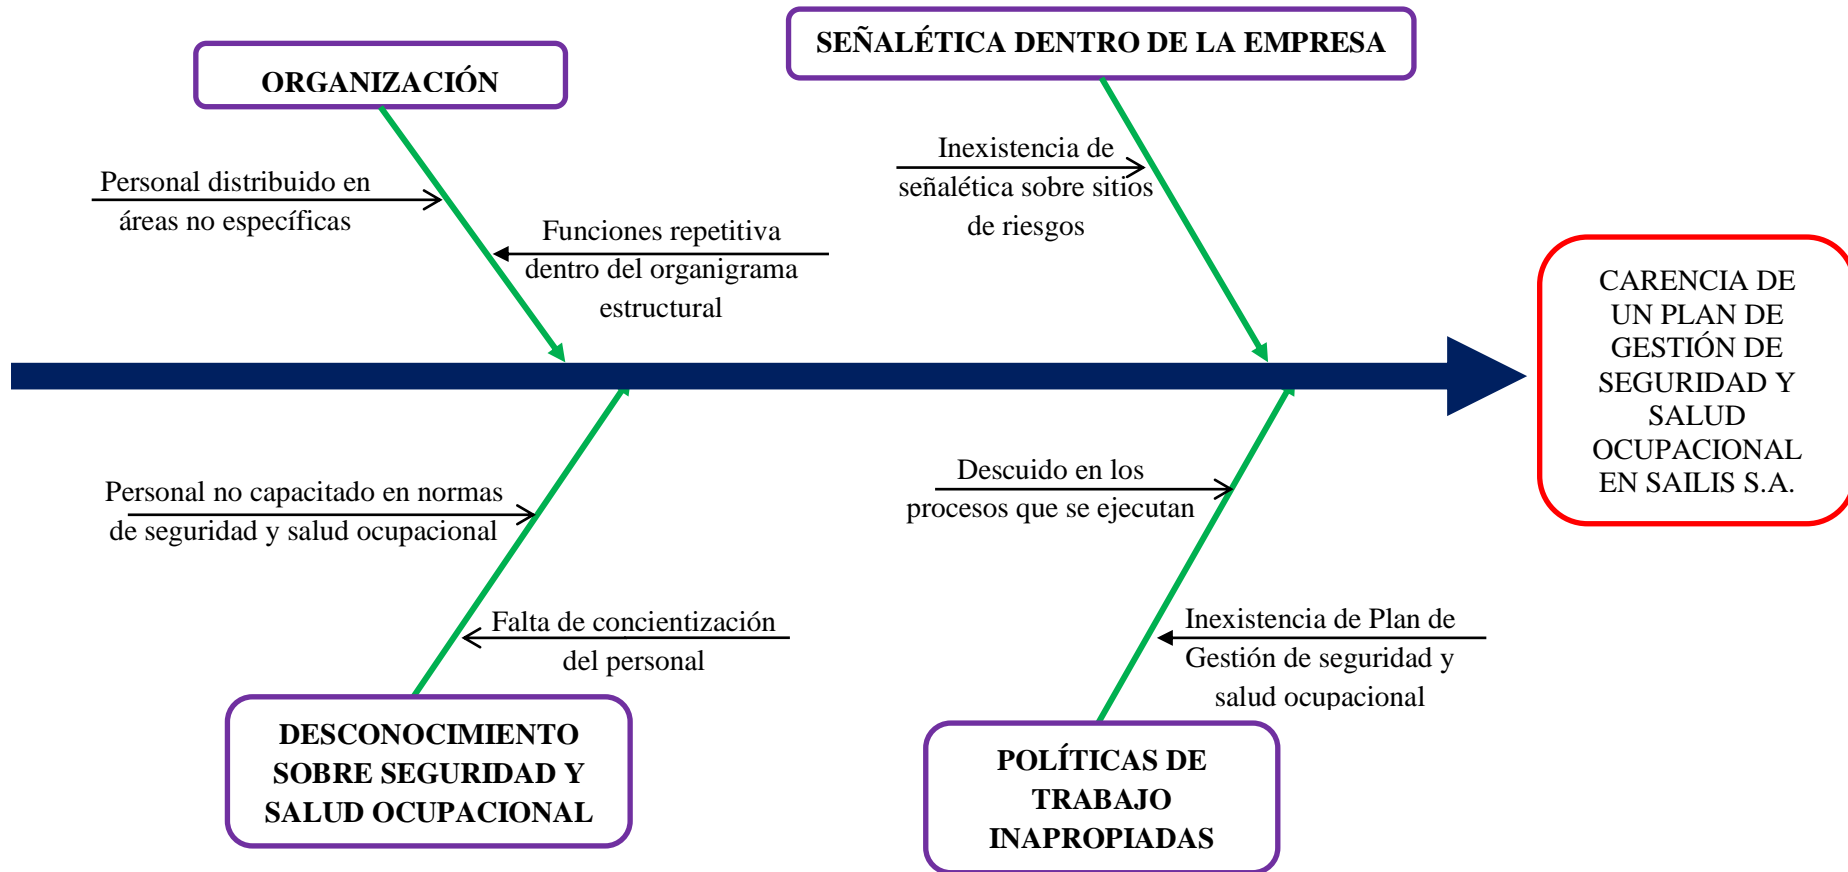 ORGANIZACIÓN
SEÑALÉTICA DENTRO DE LA EMPRESA
Personal distribuido en
áreas no específicas
Funciones repetitiva
dentro del organigrama
estructural
Inexistencia de
señalética sobre sitios
de riesgos
CARENCIA DE
UN PLAN DE
GESTIÓN DE
SEGURIDAD Y
SALUD
OCUPACIONAL
EN SAILIS S.A.
Personal no capacitado en normas
de seguridad y salud ocupacional
Falta de concientización
del personal
Descuido en los
procesos que se ejecutan
Inexistencia de Plan de
Gestión de seguridad y
salud ocupacional
DESCONOCIMIENTO
SOBRE SEGURIDAD Y
SALUD OCUPACIONAL
POLÍTICAS DE
TRABAJO
INAPROPIADAS